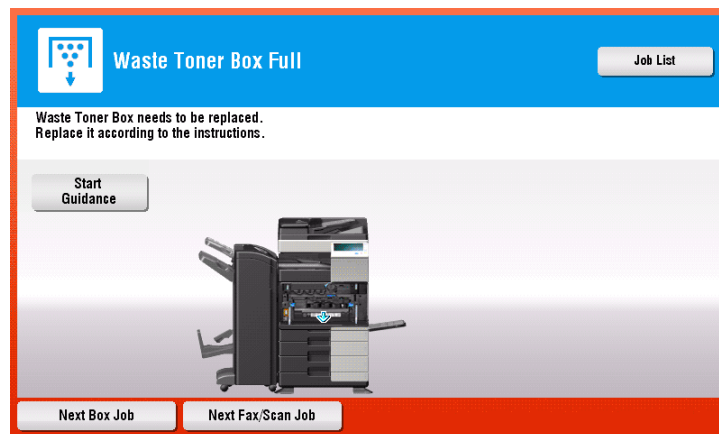 Waste Toner Box Full
Job List
Waste Toner Box needs to be replaced.
Replace it according to the instructions.
Start
Guidance
Next Box Job
Next Fax/Scan Job